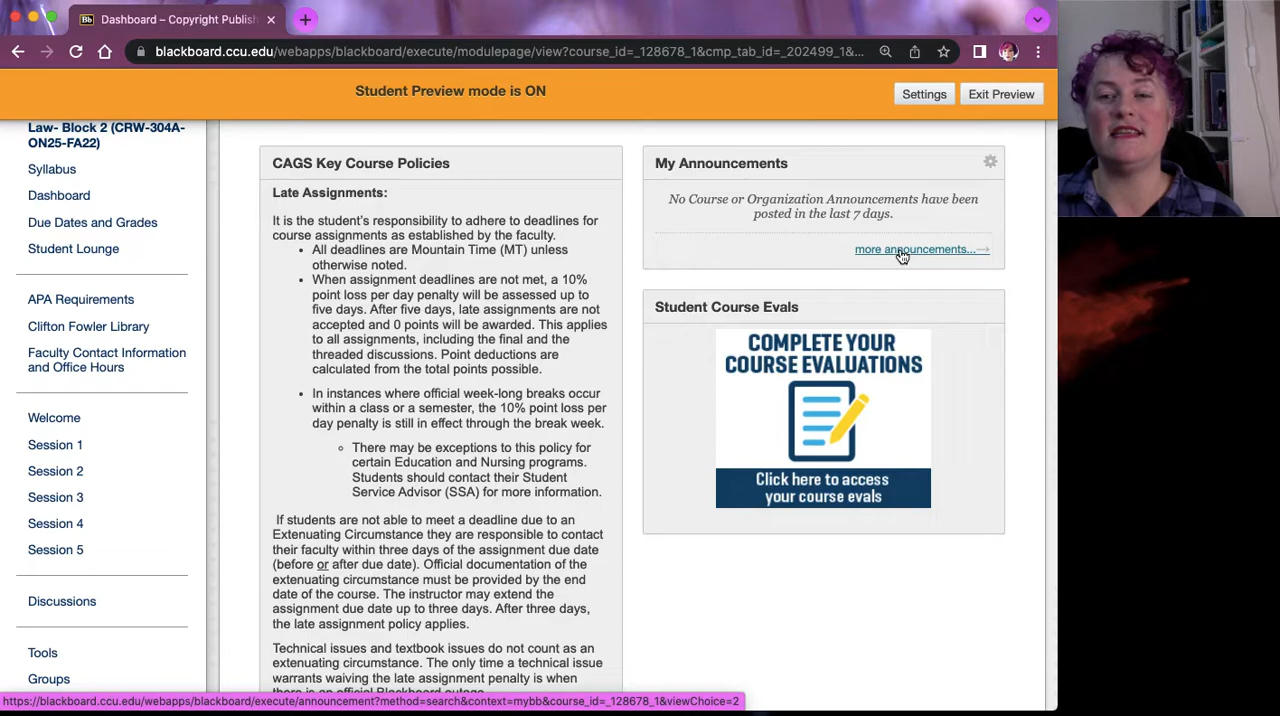 Dashboard – Copyright Publish
blackboard.ccu.edu/webapps/blackboard/execute/modulepage/view?course_id=_128678_1&cmp_tab_id=_202499_1&...
Student Preview mode is ON
Settings
Exit Preview
Law- Block 2 (CRW-304A-
ON25-FA22)
Syllabus
Dashboard
Due Dates and Grades
Student Lounge
APA Requirements
Clifton Fowler Library
Faculty Contact Information
and Office Hours
Welcome
Session 1
Session 2
Session 3
Session 4
Session 5
Discussions
Tools
Groups
CAGS Key Course Policies
Late Assignments:
It is the student's responsibility to adhere to deadlines for
course assignments as established by the faculty.
• All deadlines are Mountain Time (MT) unless
otherwise noted.
• When assignment deadlines are not met, a 10%
point loss per day penalty will be assessed up to
five days. After five days, late assignments are not
accepted and 0 points will be awarded. This applies
to all assignments, including the final and the
threaded discussions. Point deductions are
calculated from the total points possible.
• In instances where official week-long breaks occur
within a class or a semester, the 10% point loss per
day penalty is still in effect through the break week.
○ There may be exceptions to this policy for
certain Education and Nursing programs.
Students should contact their Student
Service Advisor (SSA) for more information.
If students are not able to meet a deadline due to an
Extenuating Circumstance they are responsible to contact
their faculty within three days of the assignment due date
(before or after due date). Official documentation of the
extenuating circumstance must be provided by the end
date of the course. The instructor may extend the
assignment due date up to three days. After three days,
the late assignment policy applies.
Technical issues and textbook issues do not count as an
extenuating circumstance. The only time a technical issue
warrants waiving the late assignment penalty is when
there is an official Blackboard outage.
My Announcements
No Course or Organization Announcements have been
posted in the last 7 days.
more announcements...→
Student Course Evals
COMPLETE YOUR
COURSE EVALUATIONS
Click here to access
your course evals
https://blackboard.ccu.edu/webapps/blackboard/execute/announcement?method=search&context=mybb&course_id=_128678_1&viewChoice=2